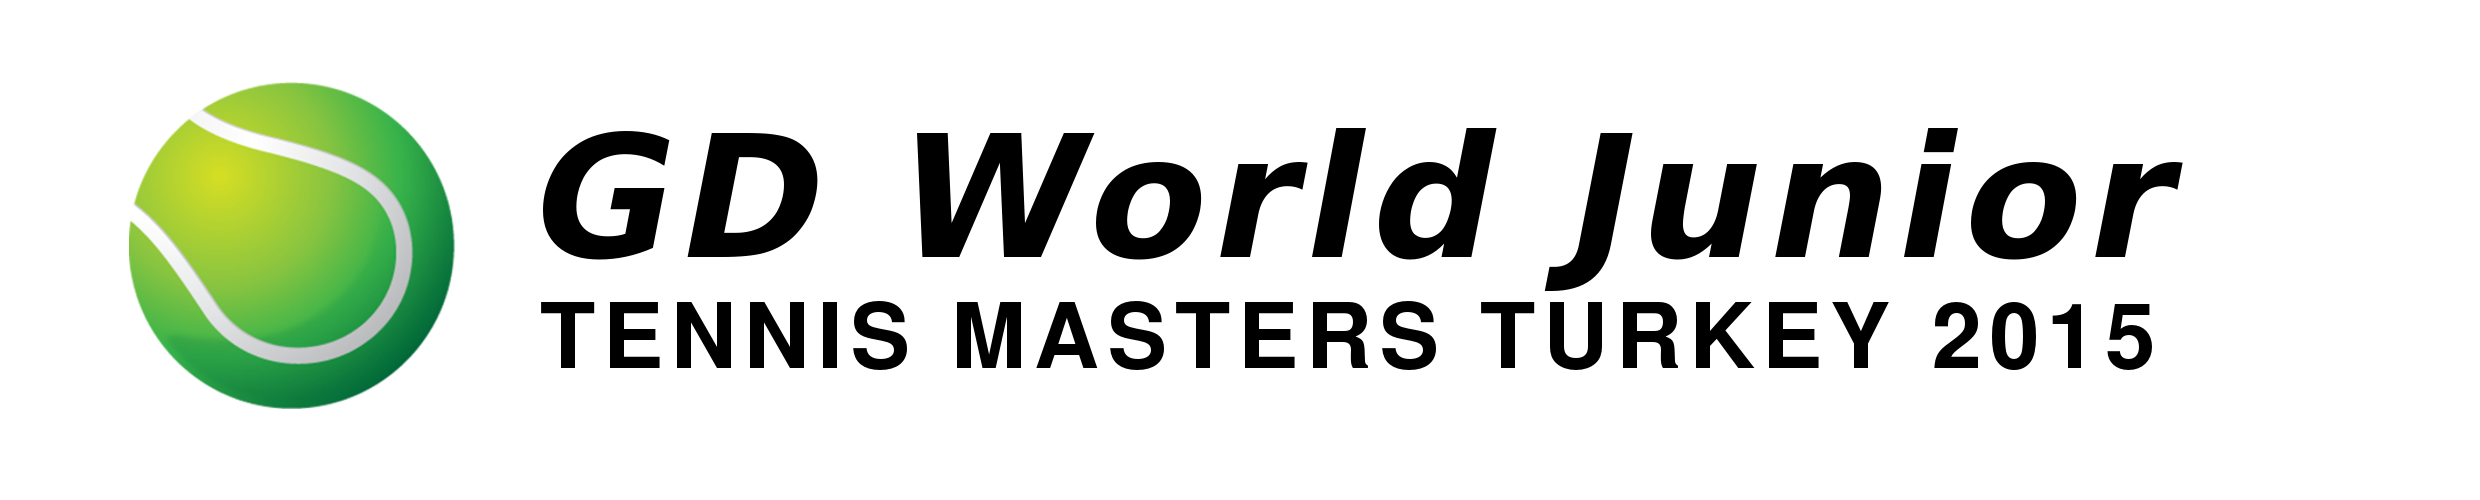 GD World Junior
TENNIS MASTERS TURKEY 2015